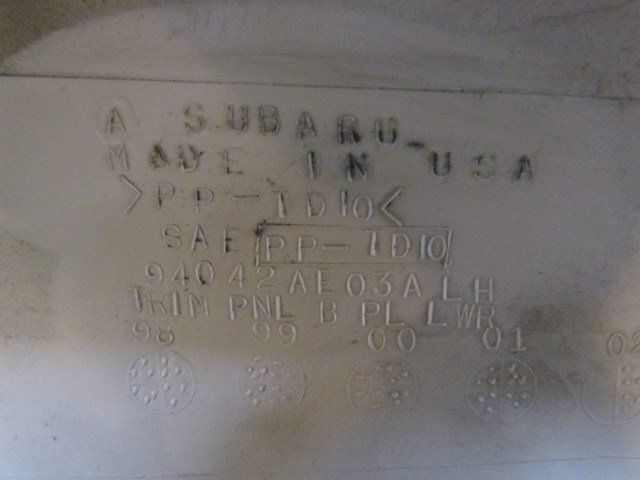 A SUBARU
MADE IN USA
>PP-TD10<
SAE PP-TD10
94042AE03A LH
TRIM PNL B PL LWR
98 99 00 01 02